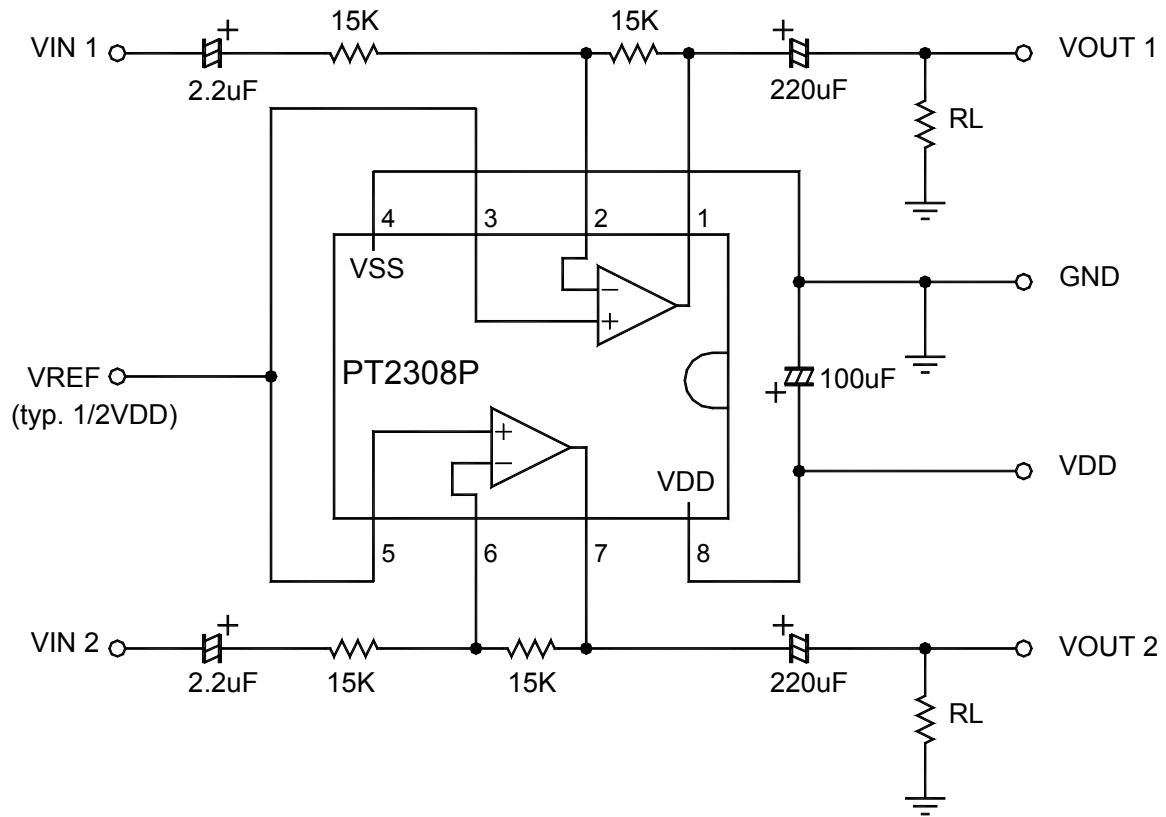 15K
15K
VIN 1
+
+
VOUT 1
2.2uF
220uF
RL
4
3
2
1
VSS
−
+
GND
PT2308P
VREF
(typ. 1/2VDD)
+
100uF
+
−
VDD
VDD
5
6
7
8
VIN 2
+
+
VOUT 2
2.2uF
15K
15K
220uF
RL